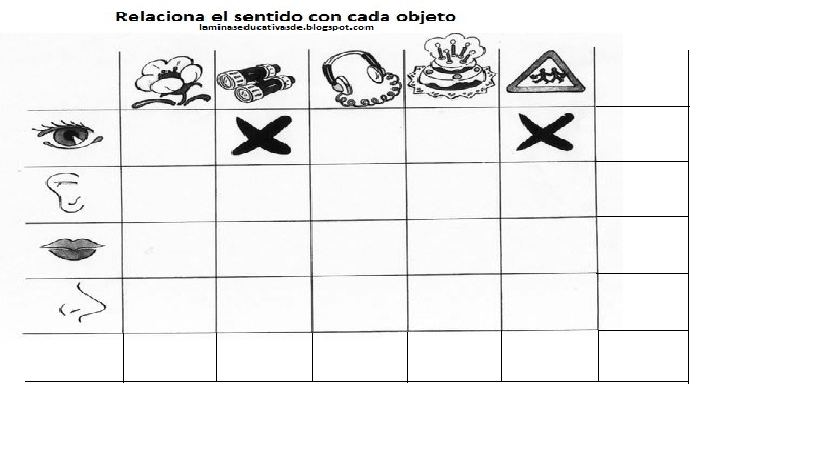 Relaciona el sentido con cada objeto
laminaseducativasde.blogspot.com